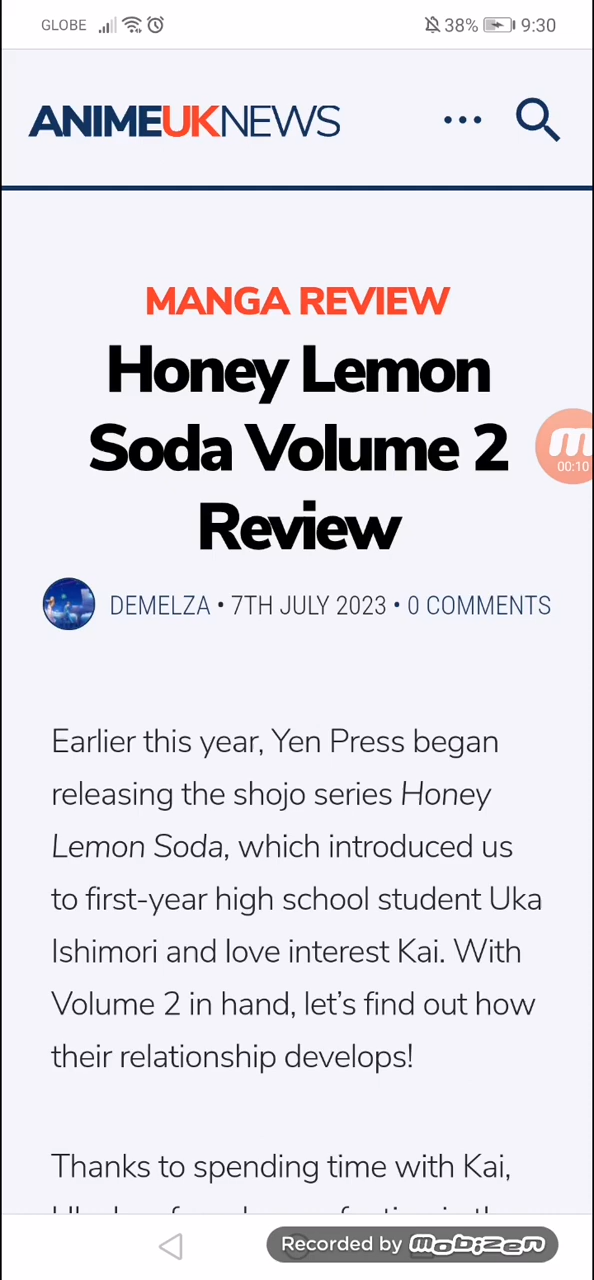 GLOBE 38% 9:30
ANIMEUKNEWS
MANGA REVIEW
Honey Lemon
Soda Volume 2
Review
00:10
DEMELZA • 7TH JULY 2023 • 0 COMMENTS
Earlier this year, Yen Press began
releasing the shojo series Honey
Lemon Soda, which introduced us
to first-year high school student Uka
Ishimori and love interest Kai. With
Volume 2 in hand, let's find out how
their relationship develops!
Thanks to spending time with Kai,
Recorded by mobizen